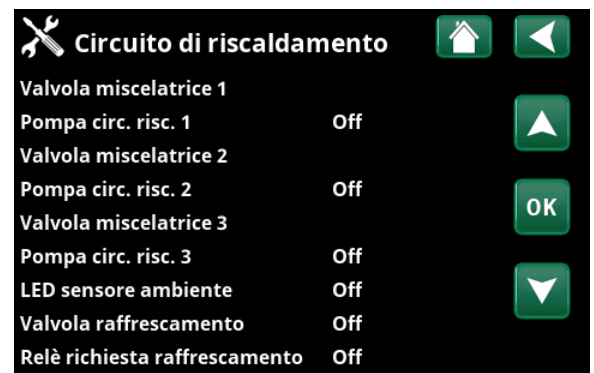 Circuito di riscaldamento
Valvola miscelatrice 1
Pompa circ. risc. 1 Off
Valvola miscelatrice 2
Pompa circ. risc. 2 Off
OK
Valvola miscelatrice 3
Pompa circ. risc. 3 Off
LED sensore ambiente Off
Valvola raffrescamento Off
Relè richiesta raffrescamento Off